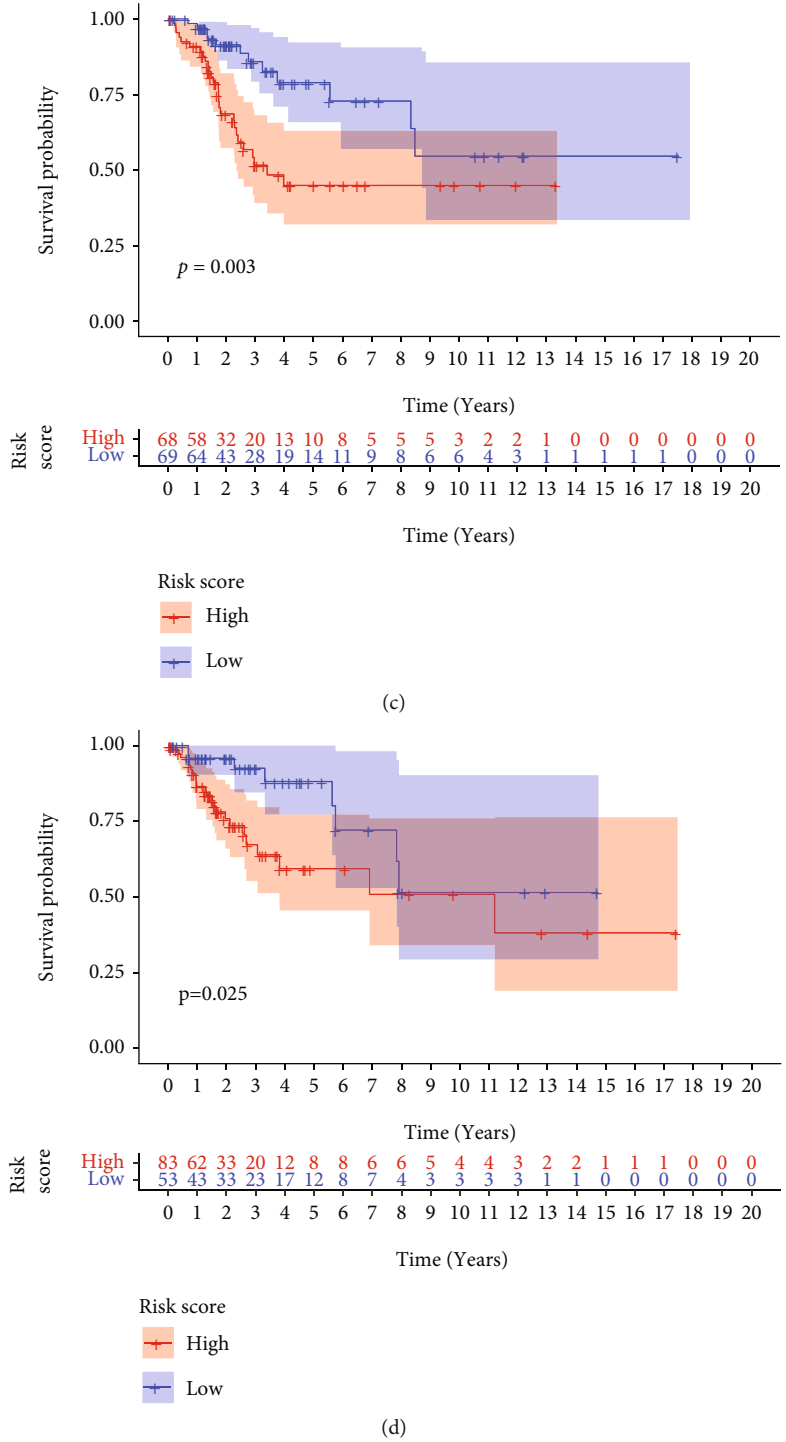 1.00
0.75
0.50
0.25
0.00
Survival probability
p = 0.003
0 1 2 3 4 5 6 7 8 9 10 11 12 13 14 15 16 17 18 19 20
Time (Years)
Risk score
High 68 58 32 20 13 10 8 5 5 5 3 2 2 1 0 0 0 0 0 0 0
Low 69 64 43 28 19 14 11 9 8 6 6 4 3 1 1 1 1 1 0 0 0
0 1 2 3 4 5 6 7 8 9 10 11 12 13 14 15 16 17 18 19 20
Time (Years)
Risk score
High
Low
(c)
1.00
0.75
0.50
0.25
0.00
Survival probability
p=0.025
0 1 2 3 4 5 6 7 8 9 10 11 12 13 14 15 16 17 18 19 20
Time (Years)
Risk score
High 83 62 33 20 12 8 8 6 6 5 4 4 3 2 2 1 1 1 0 0 0
Low 53 43 33 23 17 12 8 7 4 3 3 3 3 1 1 0 0 0 0 0 0
0 1 2 3 4 5 6 7 8 9 10 11 12 13 14 15 16 17 18 19 20
Time (Years)
Risk score
High
Low
(d)